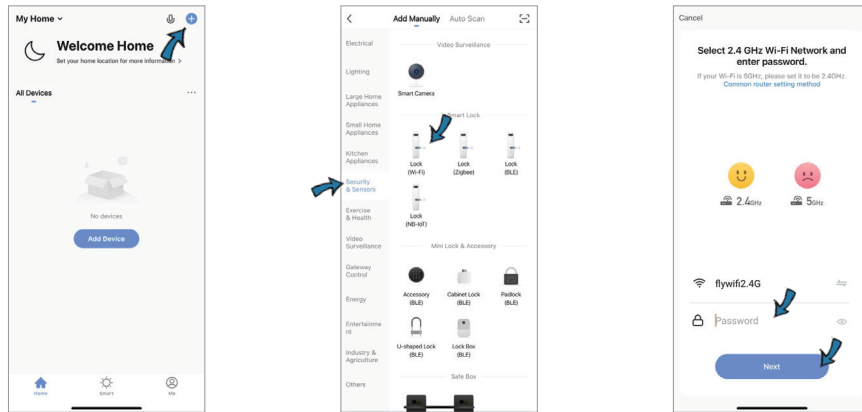 My Home
Welcome Home
Set your home location for more information >
All Devices
No devices
Add Device
Home
Smart
Me
Add Manually
Auto Scan
Electrical
Lighting
Large Home
Appliances
Small Home
Appliances
Kitchen
Appliances
Security
& Sensors
Exercise
& Health
Video
Surveillance
Gateway
Control
Energy
Entertainme
nt
Industry &
Agriculture
Others
Video Surveillance
Smart Camera
Smart Lock
Lock
(Wi-Fi)
Lock
(Zigbee)
Lock
(BLE)
Lock
(NB-IoT)
Mini Lock & Accessory
Accessory
(BLE)
Cabinet Lock
(BLE)
Padlock
(BLE)
U-shaped Lock
(BLE)
Lock Box
(BLE)
Safe Box
Cancel
Select 2.4 GHz Wi-Fi Network and
enter password.
If your Wi-Fi is 5GHz, please set it to be 2.4GHz.
Common router setting method
2.4GHz
5GHz
flywifi2.4G
Password
Next